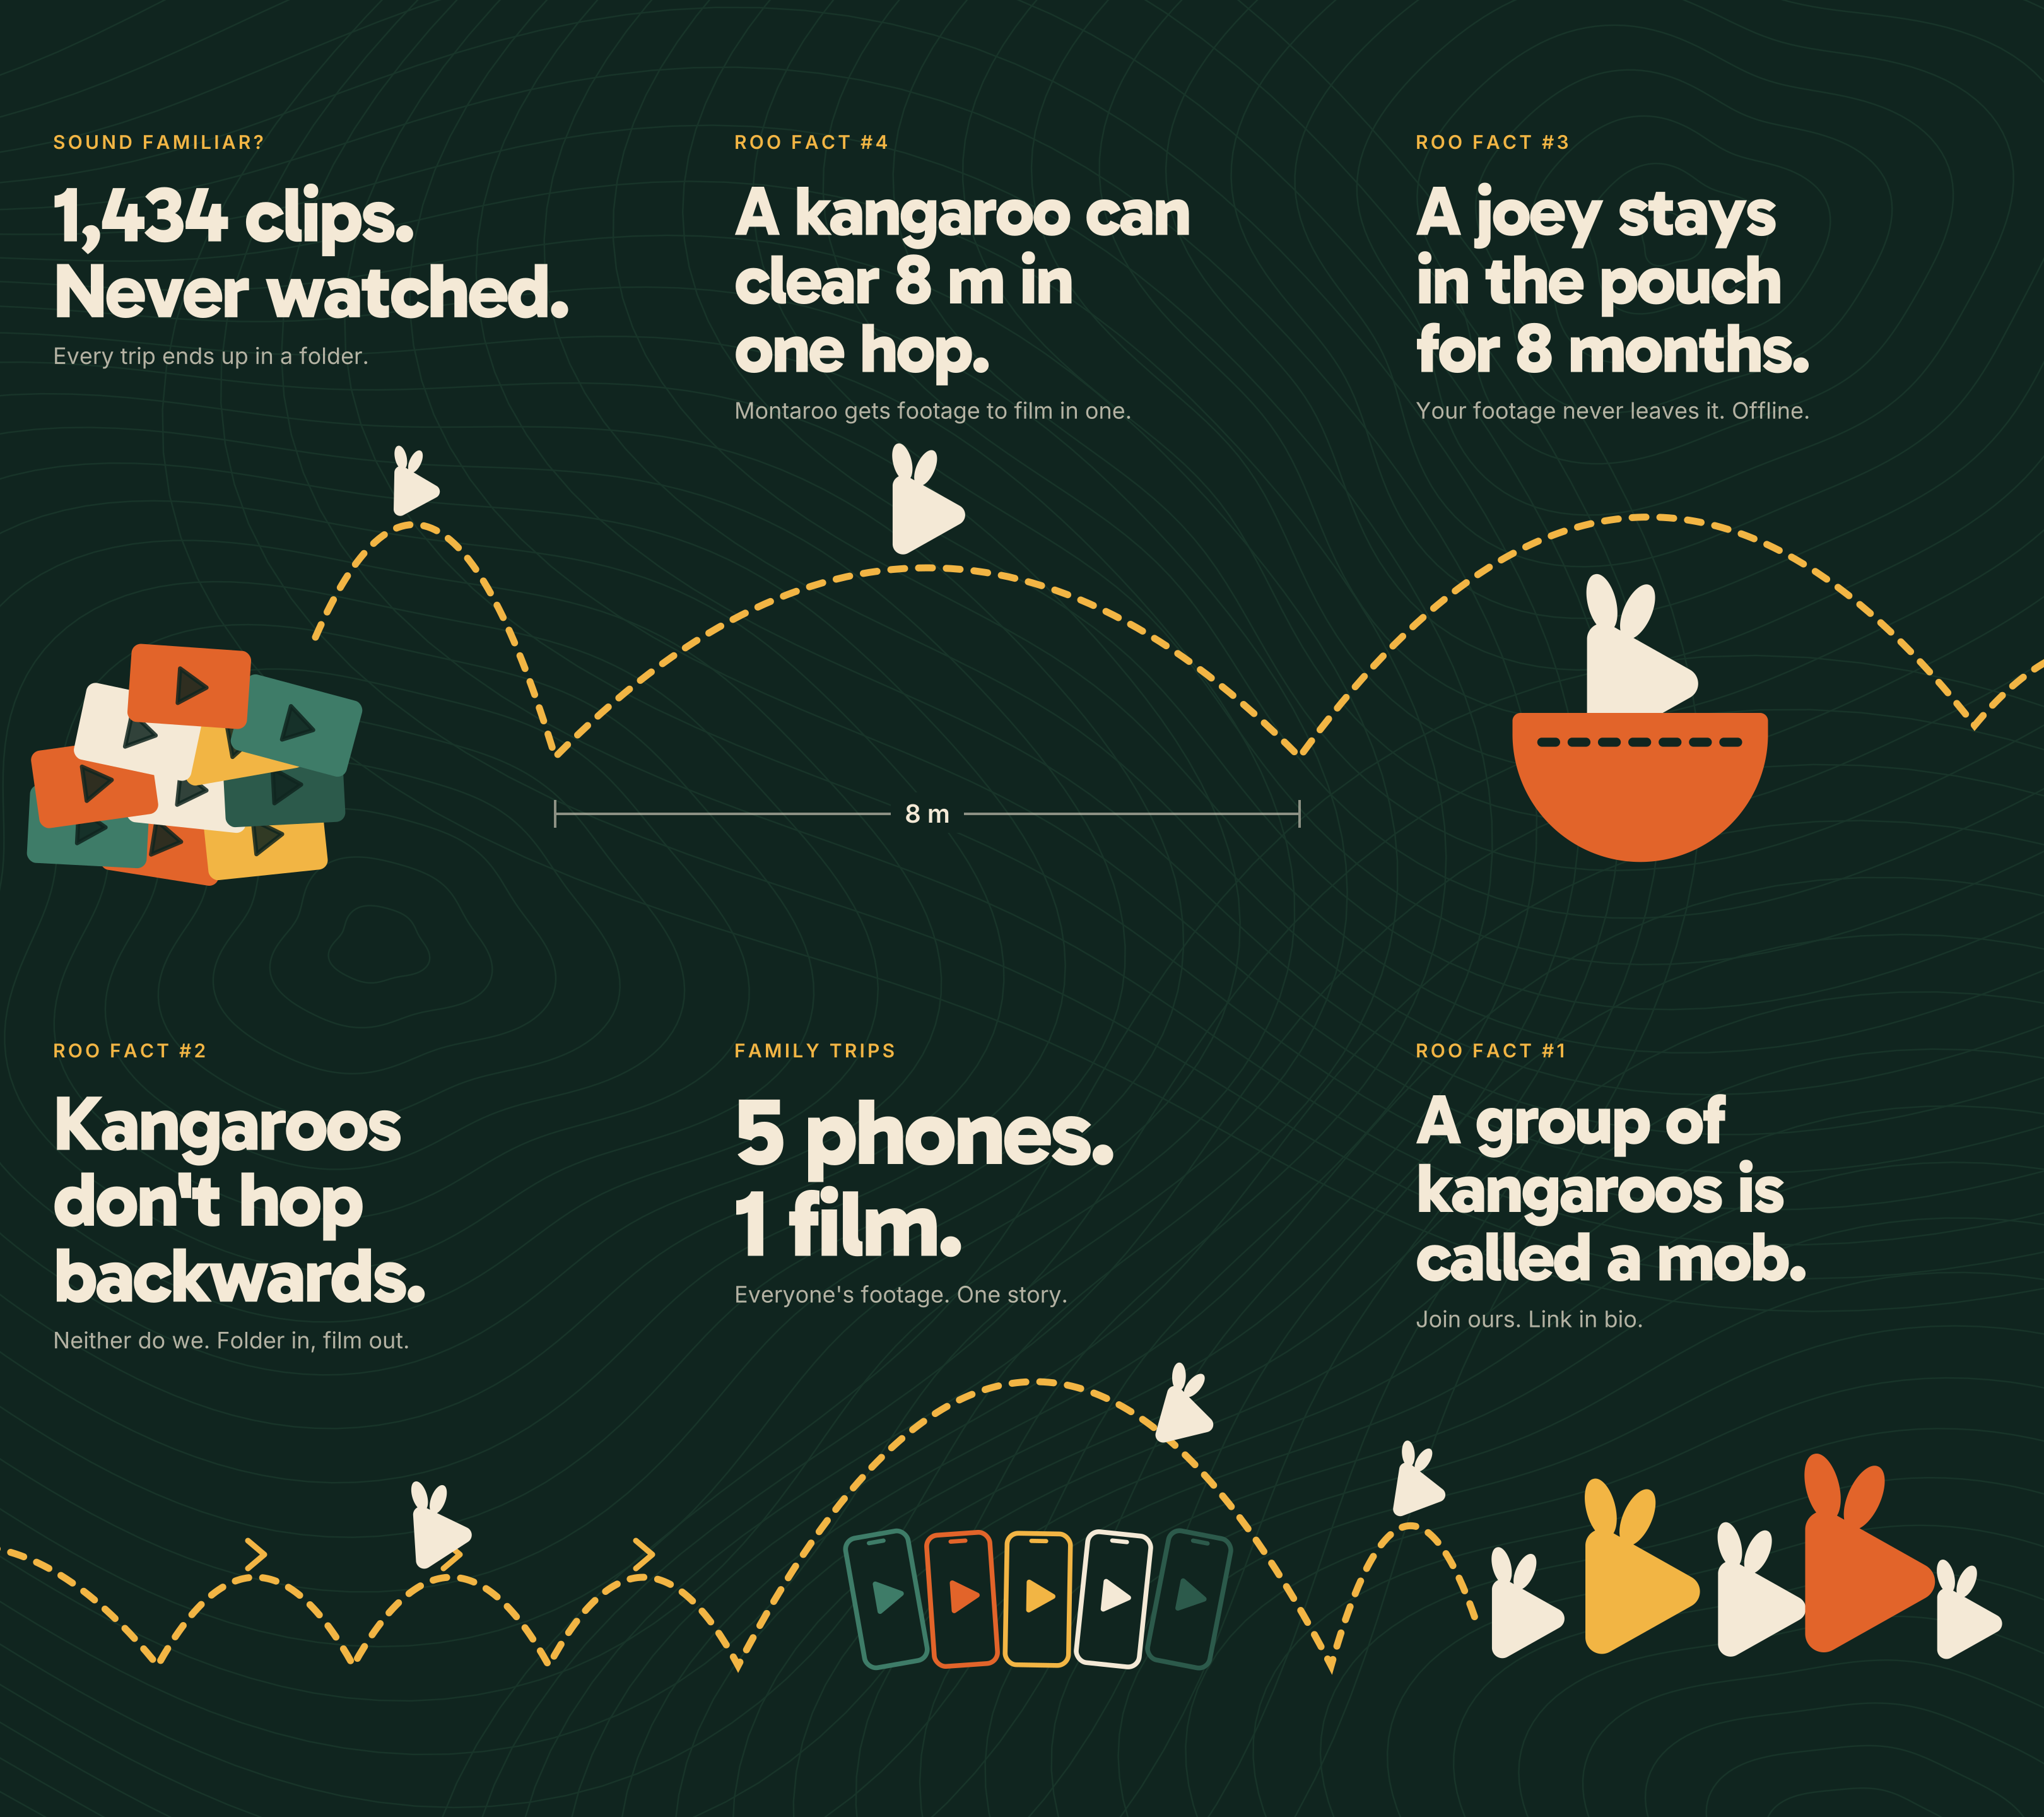 SOUND FAMILIAR?
1,434 clips.
Never watched.
Every trip ends up in a folder.
ROO FACT #4
A kangaroo can
clear 8 m in
one hop.
Montaroo gets footage to film in one.
ROO FACT #3
A joey stays
in the pouch
for 8 months.
Your footage never leaves it. Offline.
8 m
ROO FACT #2
Kangaroos
don't hop
backwards.
Neither do we. Folder in, film out.
FAMILY TRIPS
5 phones.
1 film.
Everyone's footage. One story.
ROO FACT #1
A group of
kangaroos is
called a mob.
Join ours. Link in bio.